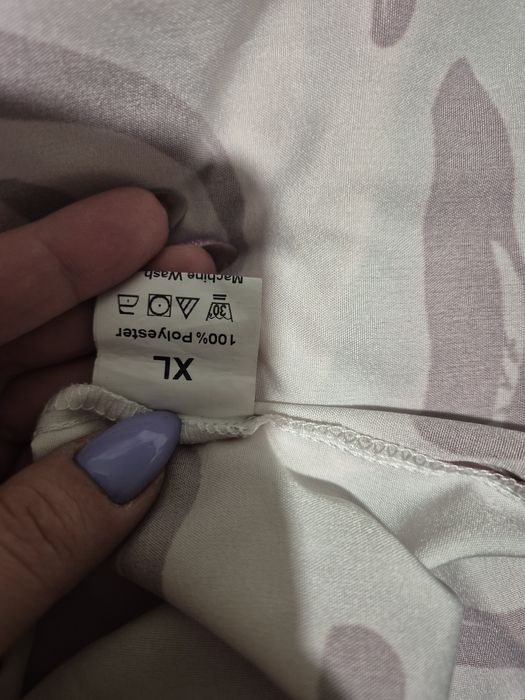 XL
100% Polyester
30°
Machine Wash